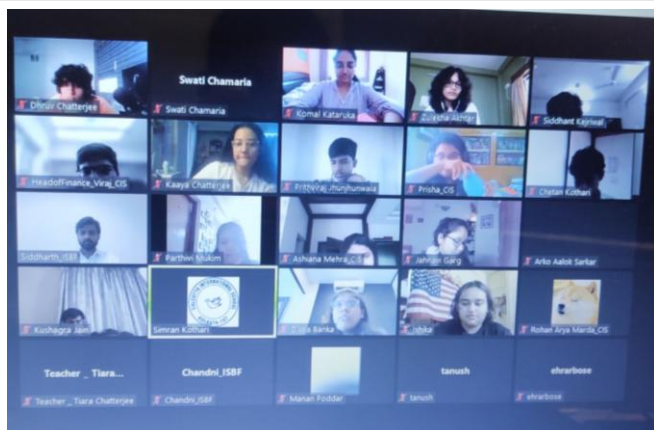 Dhruv Chatterjee
Swati Chamaria
Swati Chamaria
Komal Kataruka
Zulekha Akhtar
Siddhant Kejriwal
HeadofFinance_Viraj_CIS
Kaaya Chatterjee
Prithviraj Jhunjhunwala
Prisha_CIS
Chetan Kothari
Siddharth_ISBF
Parthivi Mukim
Ashiana Mehra_CIS
Jahnavi Garg
Arko Aalok Sarkar
Kushagra Jain
Simran Kothari
Banka
Ishika
Rohan Arya Marda_CIS
Teacher _ Tiara...
Chandni_ISBF
tanush
ehrarbose
Teacher _ Tiara Chatterjee
Chandni_ISBF
Manan Poddar
tanush
ehrarbose